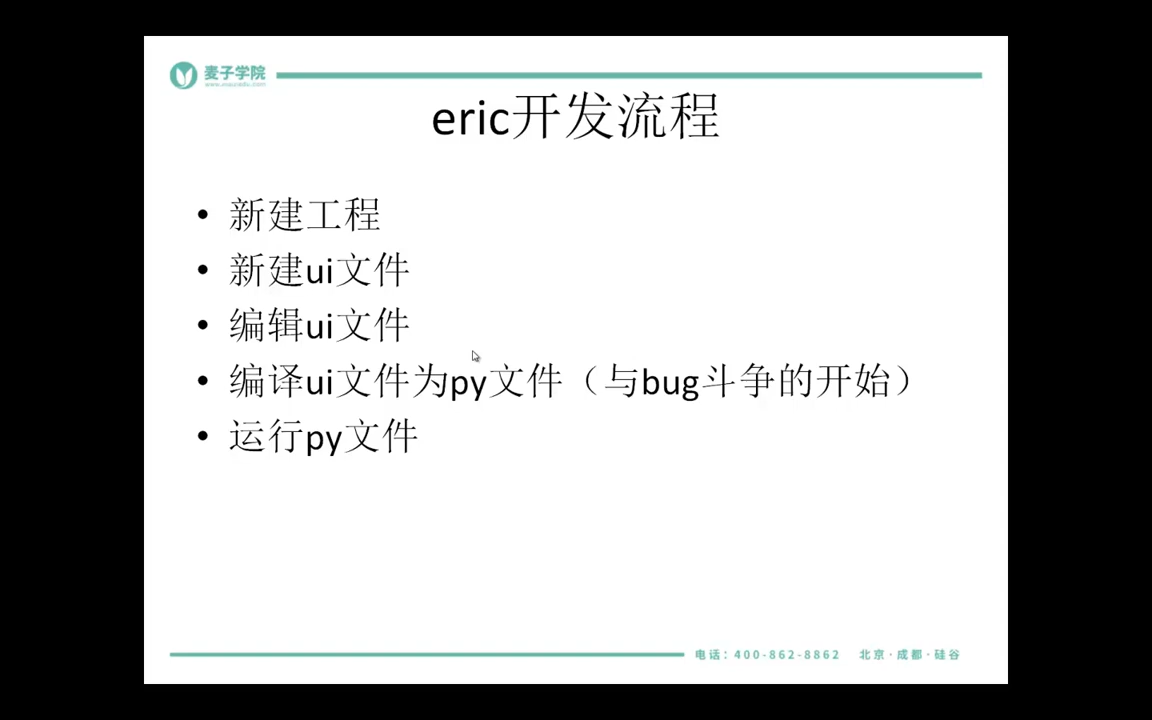 麦子学院
eric开发流程
• 新建工程
• 新建ui文件
• 编辑ui文件
• 编译ui文件为py文件（与bug斗争的开始）
• 运行py文件
电话：400-862-8862 北京·成都·硅谷